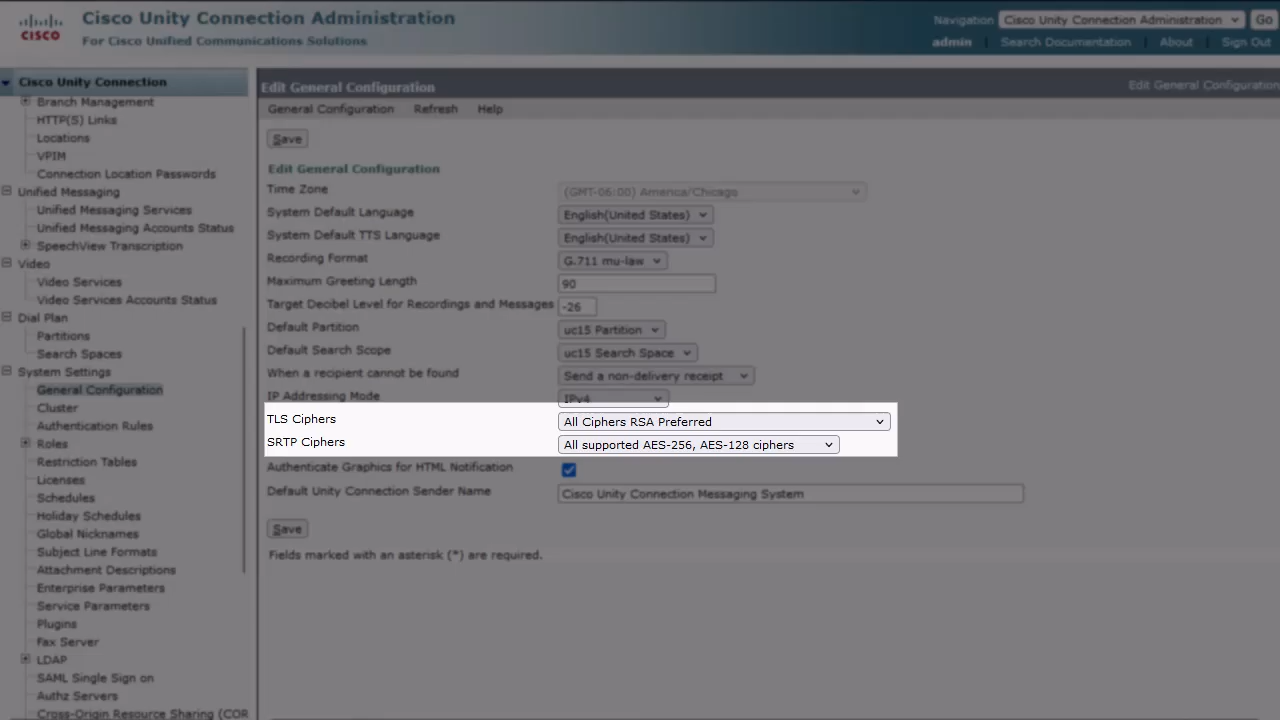 CISCO
Cisco Unity Connection Administration
For Cisco Unified Communications Solutions
Navigation Cisco Unity Connection Administration Go
admin | Search Documentation | About | Sign Out
Cisco Unity Connection
Branch Management
HTTP(S) Links
Locations
VPIM
Connection Location Passwords
Unified Messaging
Unified Messaging Services
Unified Messaging Accounts Status
SpeechView Transcription
Video
Video Services
Video Services Accounts Status
Dial Plan
Partitions
Search Spaces
System Settings
General Configuration
Cluster
Authentication Rules
Roles
Restriction Tables
Licenses
Schedules
Holiday Schedules
Global Nicknames
Subject Line Formats
Attachment Descriptions
Enterprise Parameters
Service Parameters
Plugins
Fax Server
LDAP
SAML Single Sign on
Authz Servers
Cross-Origin Resource Sharing (COR
Edit General Configuration
Edit General Configuration
General Configuration Refresh Help
Save
Edit General Configuration
Time Zone (GMT-06:00) America/Chicago
System Default Language English(United States)
System Default TTS Language English(United States)
Recording Format G.711 mu-law
Maximum Greeting Length 90
Target Decibel Level for Recordings and Messages -26
Default Partition uc15 Partition
Default Search Scope uc15 Search Space
When a recipient cannot be found Send a non-delivery receipt
IP Addressing Mode IPv4
TLS Ciphers All Ciphers RSA Preferred
SRTP Ciphers All supported AES-256, AES-128 ciphers
Authenticate Graphics for HTML Notification
Default Unity Connection Sender Name Cisco Unity Connection Messaging System
Save
Fields marked with an asterisk (*) are required.